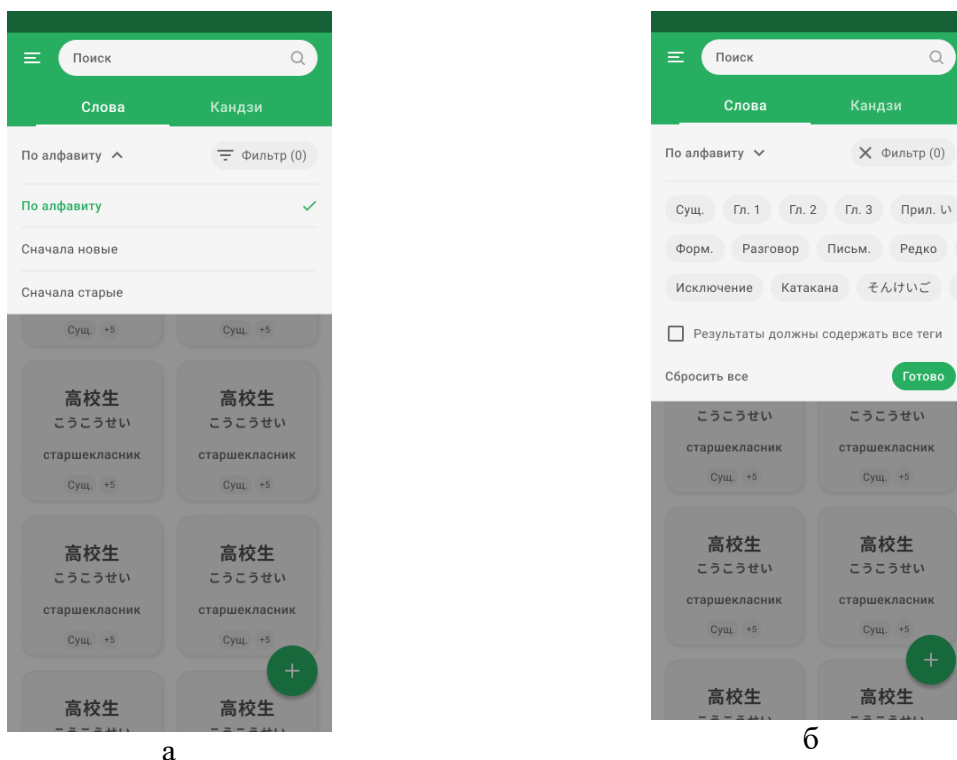 Поиск
Слова Кандзи
По алфавиту Фильтр (0)
По алфавиту
Сначала новые
Сначала старые
Сущ. +5 Сущ. +5
高校生 高校生
こうこうせい こうこうせい
старшекласник старшекласник
Сущ. +5 Сущ. +5
高校生 高校生
こうこうせい こうこうせい
старшекласник старшекласник
Сущ. +5 Сущ. +5
+
高校生 高校生
а
Поиск
Слова Кандзи
По алфавиту Фильтр (0)
Сущ. Гл. 1 Гл. 2 Гл. 3 Прил. い
Форм. Разговор Письм. Редко
Исключение Катакана そんけいご
Результаты должны содержать все теги
Сбросить все Готово
こうこうせい こうこうせい
старшекласник старшекласник
Сущ. +5 Сущ. +5
高校生 高校生
こうこうせい こうこうせい
старшекласник старшекласник
Сущ. +5 Сущ. +5
+
高校生 高校生
б